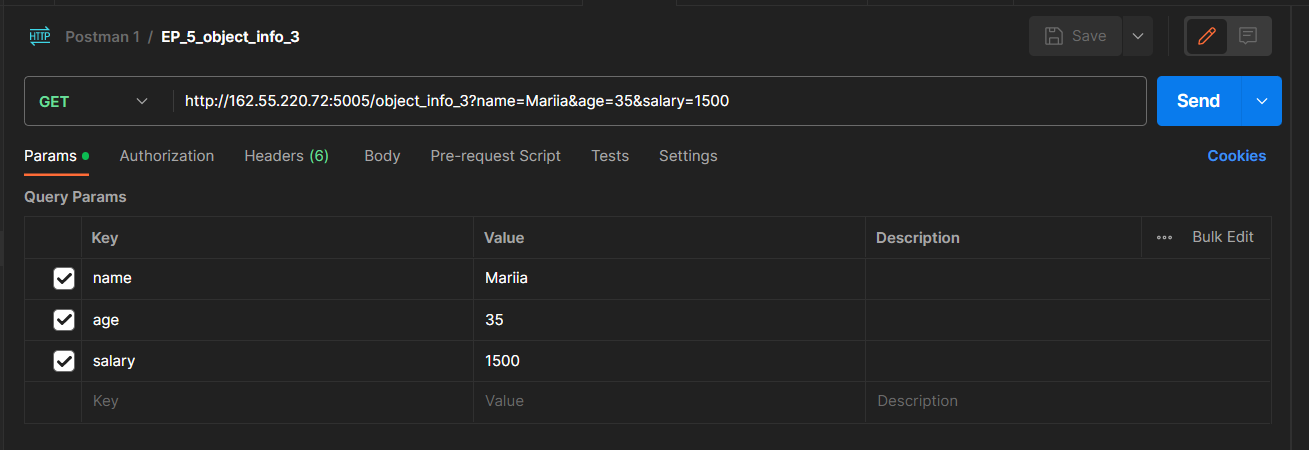 HTTP Postman 1 / EP_5_object_info_3 Save
GET http://162.55.220.72:5005/object_info_3?name=Mariia&age=35&salary=1500 Send
Params Authorization Headers (6) Body Pre-request Script Tests Settings Cookies
Query Params
Key Value Description Bulk Edit
name Mariia
age 35
salary 1500
Key Value Description